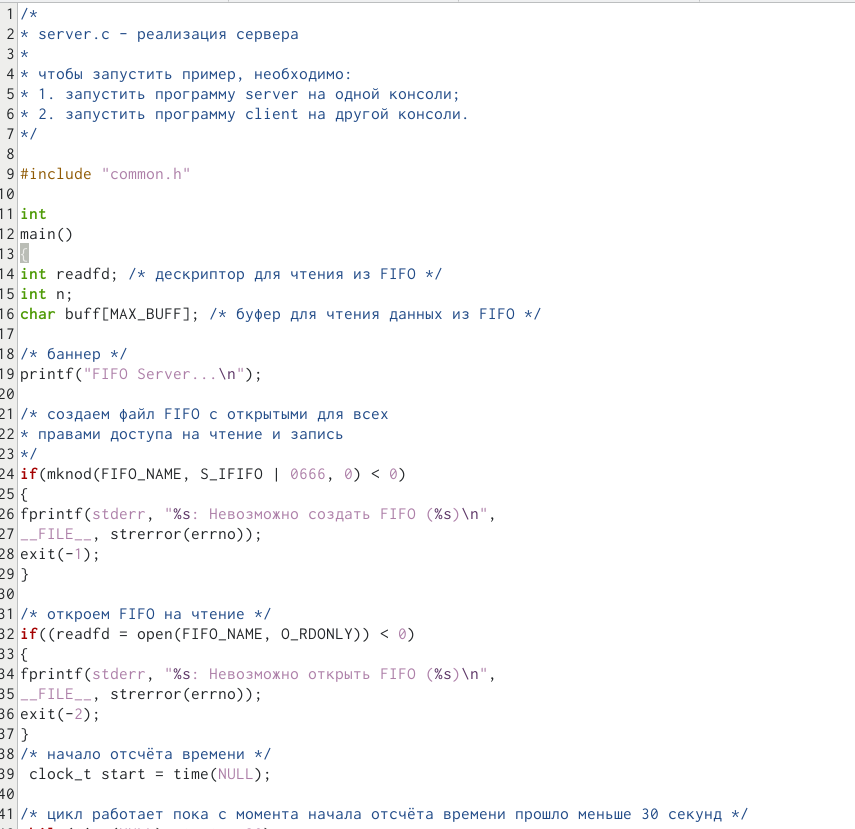 1 /*
2 * server.c - реализация сервера
3 *
4 * чтобы запустить пример, необходимо:
5 * 1. запустить программу server на одной консоли;
6 * 2. запустить программу client на другой консоли.
7 */
8
9 #include "common.h"
10
11 int
12 main()
13 {
14 int readfd; /* дескриптор для чтения из FIFO */
15 int n;
16 char buff[MAX_BUFF]; /* буфер для чтения данных из FIFO */
17
18 /* баннер */
19 printf("FIFO Server...\n");
20
21 /* создаем файл FIFO с открытыми для всех
22 * правами доступа на чтение и запись
23 */
24 if(mknod(FIFO_NAME, S_IFIFO | 0666, 0) < 0)
25 {
26 fprintf(stderr, "%s: Невозможно создать FIFO (%s)\n",
27 __FILE__, strerror(errno));
28 exit(-1);
29 }
30
31 /* откроем FIFO на чтение */
32 if((readfd = open(FIFO_NAME, O_RDONLY)) < 0)
33 {
34 fprintf(stderr, "%s: Невозможно открыть FIFO (%s)\n",
35 __FILE__, strerror(errno));
36 exit(-2);
37 }
38 /* начало отсчёта времени */
39  clock_t start = time(NULL);
40
41 /* цикл работает пока с момента начала отсчёта времени прошло меньше 30 секунд */